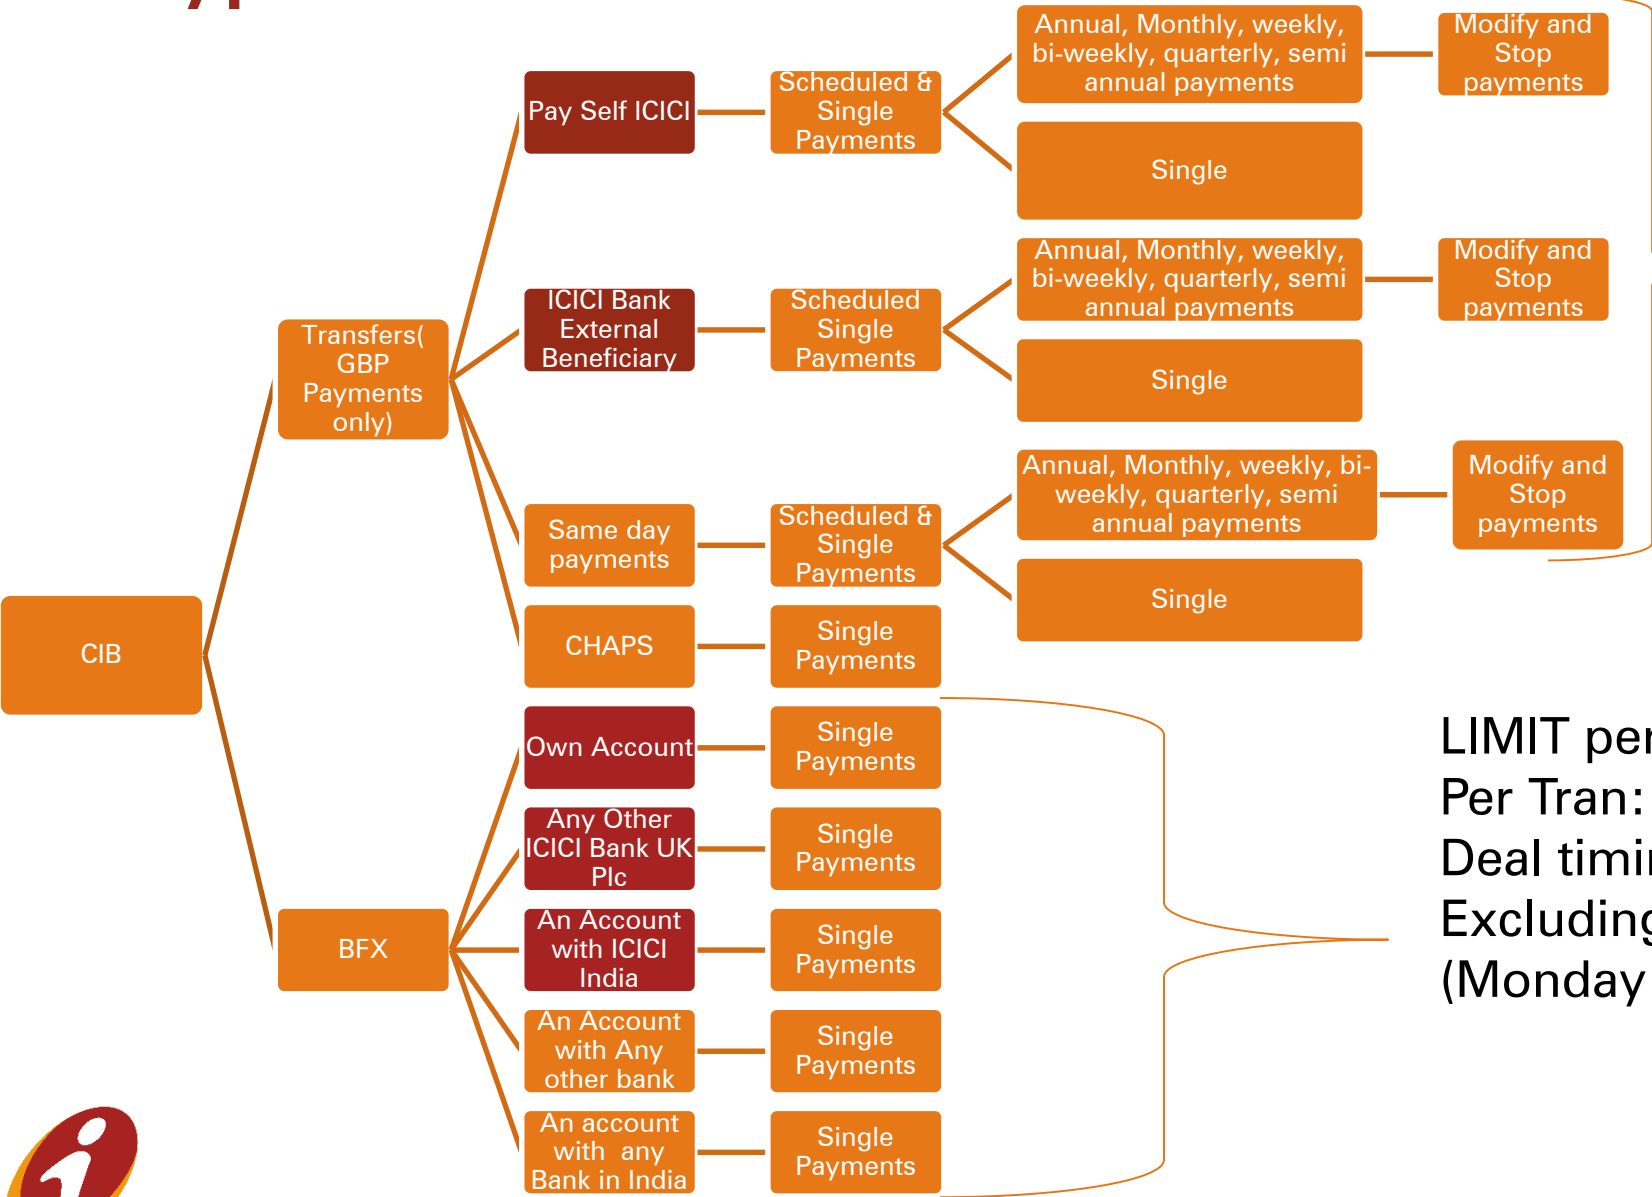 Annual, Monthly, weekly,
bi-weekly, quarterly, semi
annual payments
Modify and
Stop
payments
Pay Self ICICI
Scheduled &
Single
Payments
Single
Annual, Monthly, weekly,
bi-weekly, quarterly, semi
annual payments
Modify and
Stop
payments
ICICI Bank
External
Beneficiary
Scheduled
Single
Payments
Transfers(
GBP
Payments
only)
Single
Annual, Monthly, weekly, bi-
weekly, quarterly, semi
annual payments
Modify and
Stop
payments
Same day
payments
Scheduled &
Single
Payments
Single
CIB
CHAPS
Single
Payments
Own Account
Single
Payments
Any Other
ICICI Bank UK
Plc
Single
Payments
BFX
An Account
with ICICI
India
Single
Payments
An Account
with Any
other bank
Single
Payments
An account
with any
Bank in India
Single
Payments
LIMIT per
Per Tran:
Deal timin
Excluding
(Monday